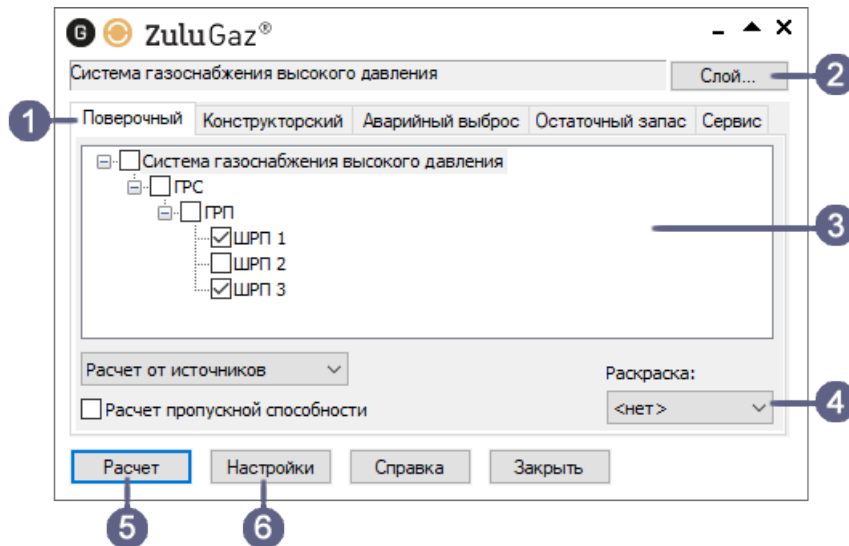 G ZuluGaz®
Система газоснабжения высокого давления Слой... 2
1 Поверочный Конструкторский Аварийный выброс Остаточный запас Сервис
Система газоснабжения высокого давления
ГРС
ГРП
ШРП 1 3
ШРП 2
ШРП 3
Расчет от источников Раскраска:
Расчет пропускной способности <нет> 4
Расчет Настройки Справка Закрыть
5 6